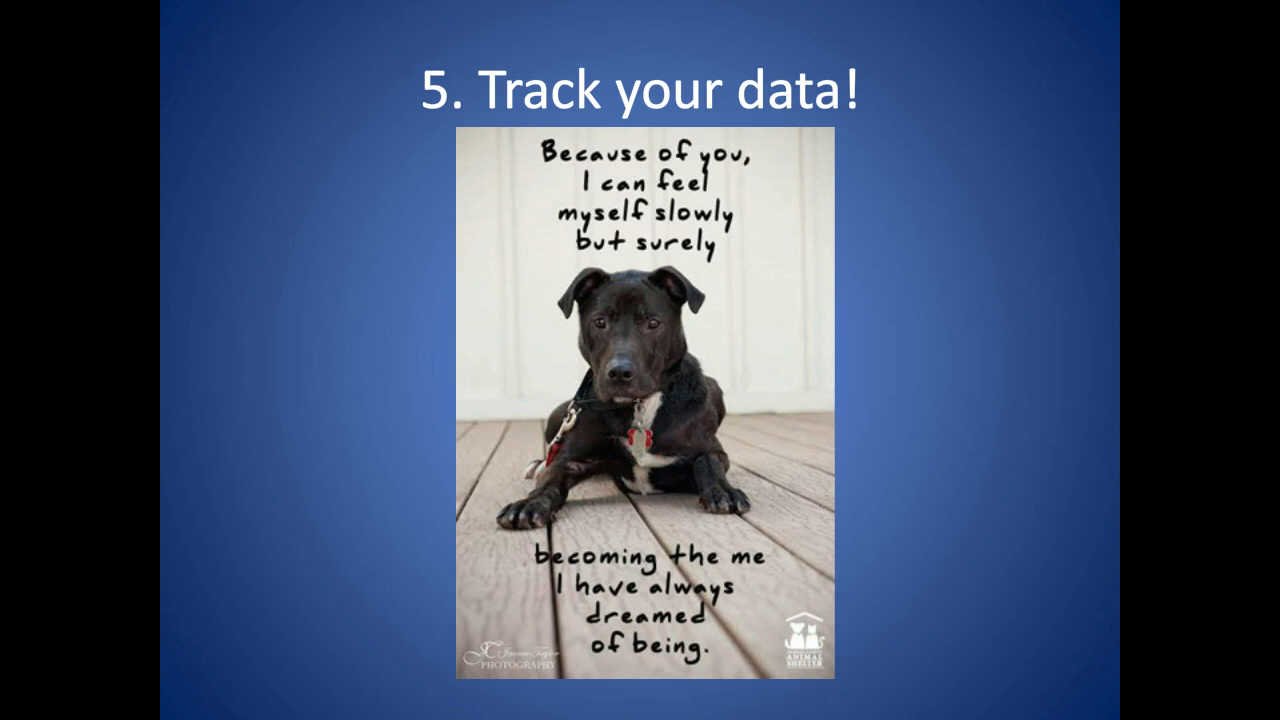 5. Track your data!
Because of you,
I can feel
myself slowly
but surely
becoming the me
I have always
dreamed
of being.
PHOTOGRAPHY
ANIMAL
SHELTER